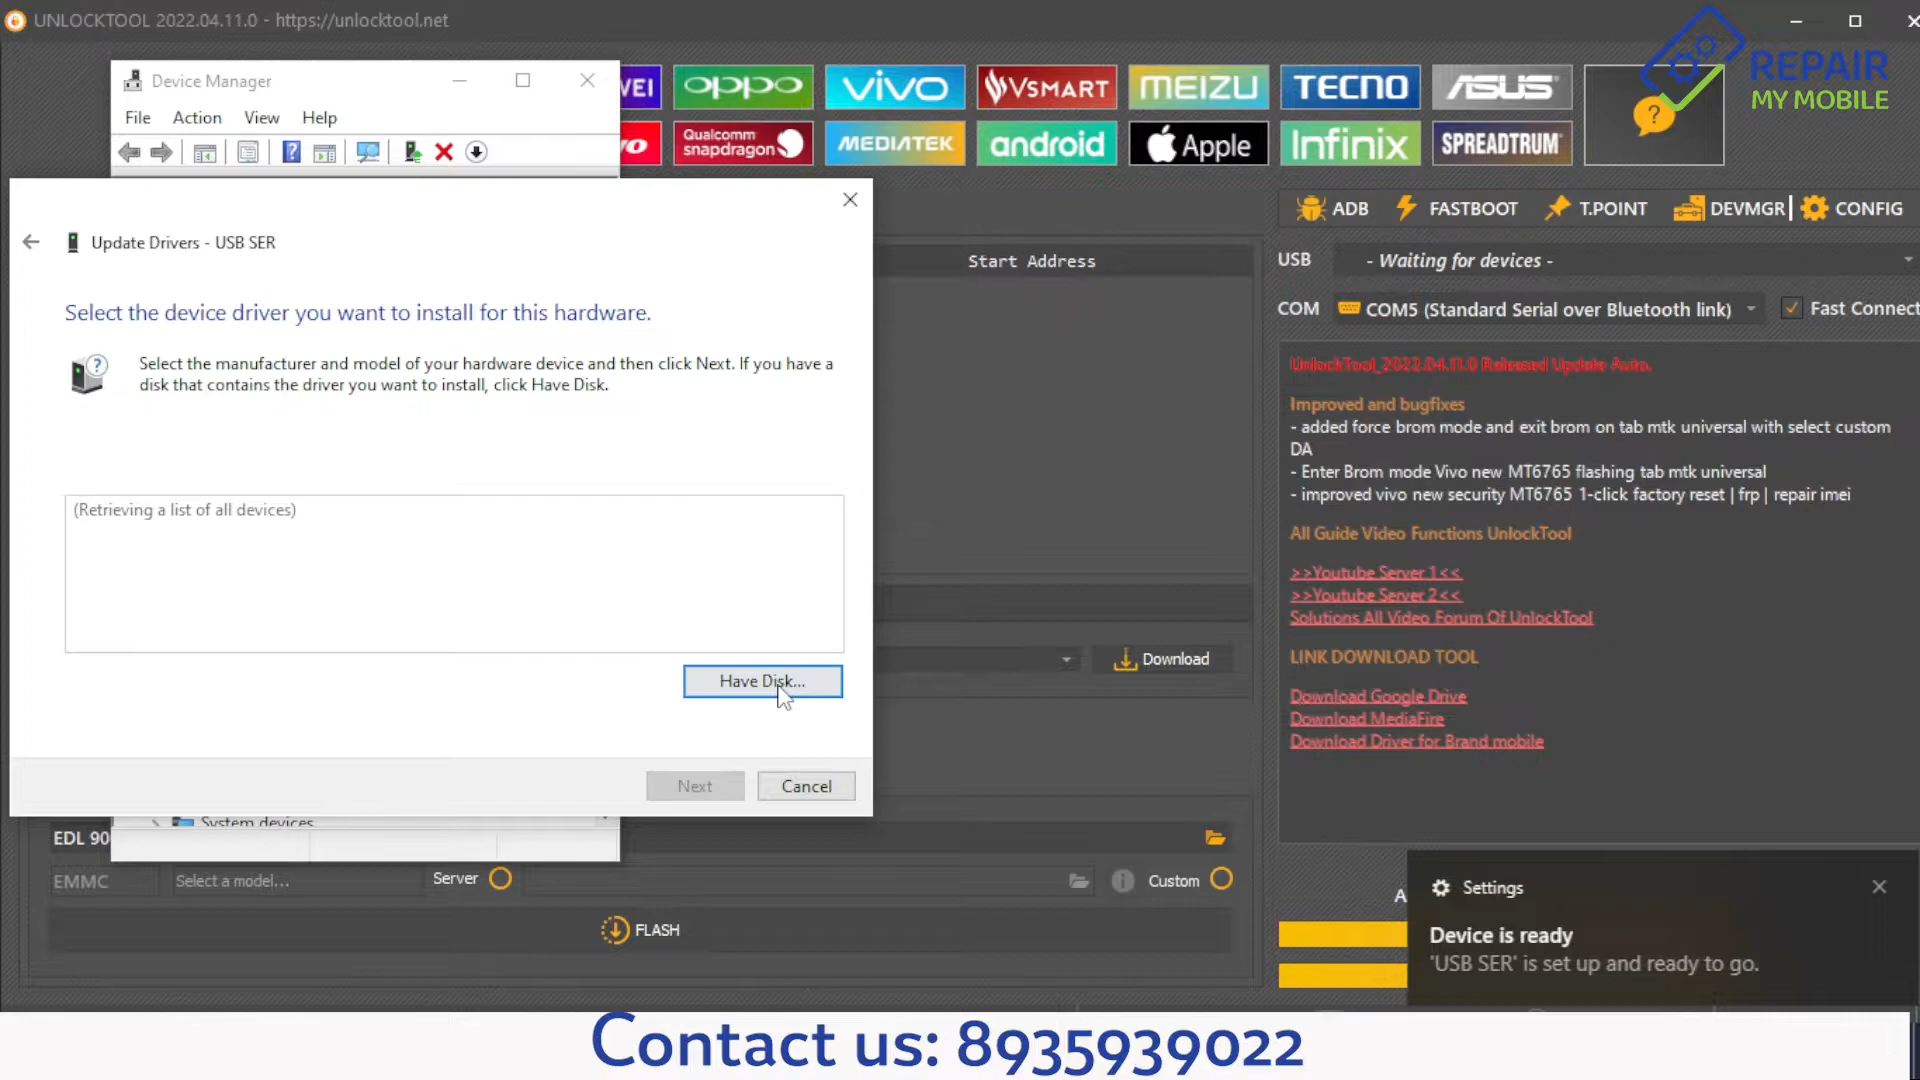 UNLOCKTOOL 2022.04.11.0 - https://unlocktool.net
REPAIR
MY MOBILE
Device Manager
File Action View Help
WEI oppo vivo VSMART MEIZU TECNO ASUS
Qualcomm
snapdragon MEDIATEK android Apple Infinix SPREADTRUM
ADB FASTBOOT T.POINT DEVMGR CONFIG
Update Drivers - USB SER
Start Address
USB - Waiting for devices -
COM COM5 (Standard Serial over Bluetooth link) Fast Connect
Select the device driver you want to install for this hardware.
Select the manufacturer and model of your hardware device and then click Next. If you have a
disk that contains the driver you want to install, click Have Disk.
UnlockTool_2022.04.11.0 Released Update Auto.
Improved and bugfixes
- added force brom mode and exit brom on tab mtk universal with select custom
DA
- Enter Brom mode Vivo new MT6765 flashing tab mtk universal
- improved vivo new security MT6765 1-click factory reset | frp | repair imei
All Guide Video Functions UnlockTool
>>Youtube Server 1<<
>>Youtube Server 2<<
Solutions All Video Forum Of UnlockTool
LINK DOWNLOAD TOOL
Download Google Drive
Download MediaFire
Download Driver for Brand mobile
(Retrieving a list of all devices)
Have Disk...
Download
Next Cancel
System devices
EDL 90
EMMC Select a model... Server Custom
FLASH
Settings
Device is ready
'USB SER' is set up and ready to go.
Contact us: 8935939022